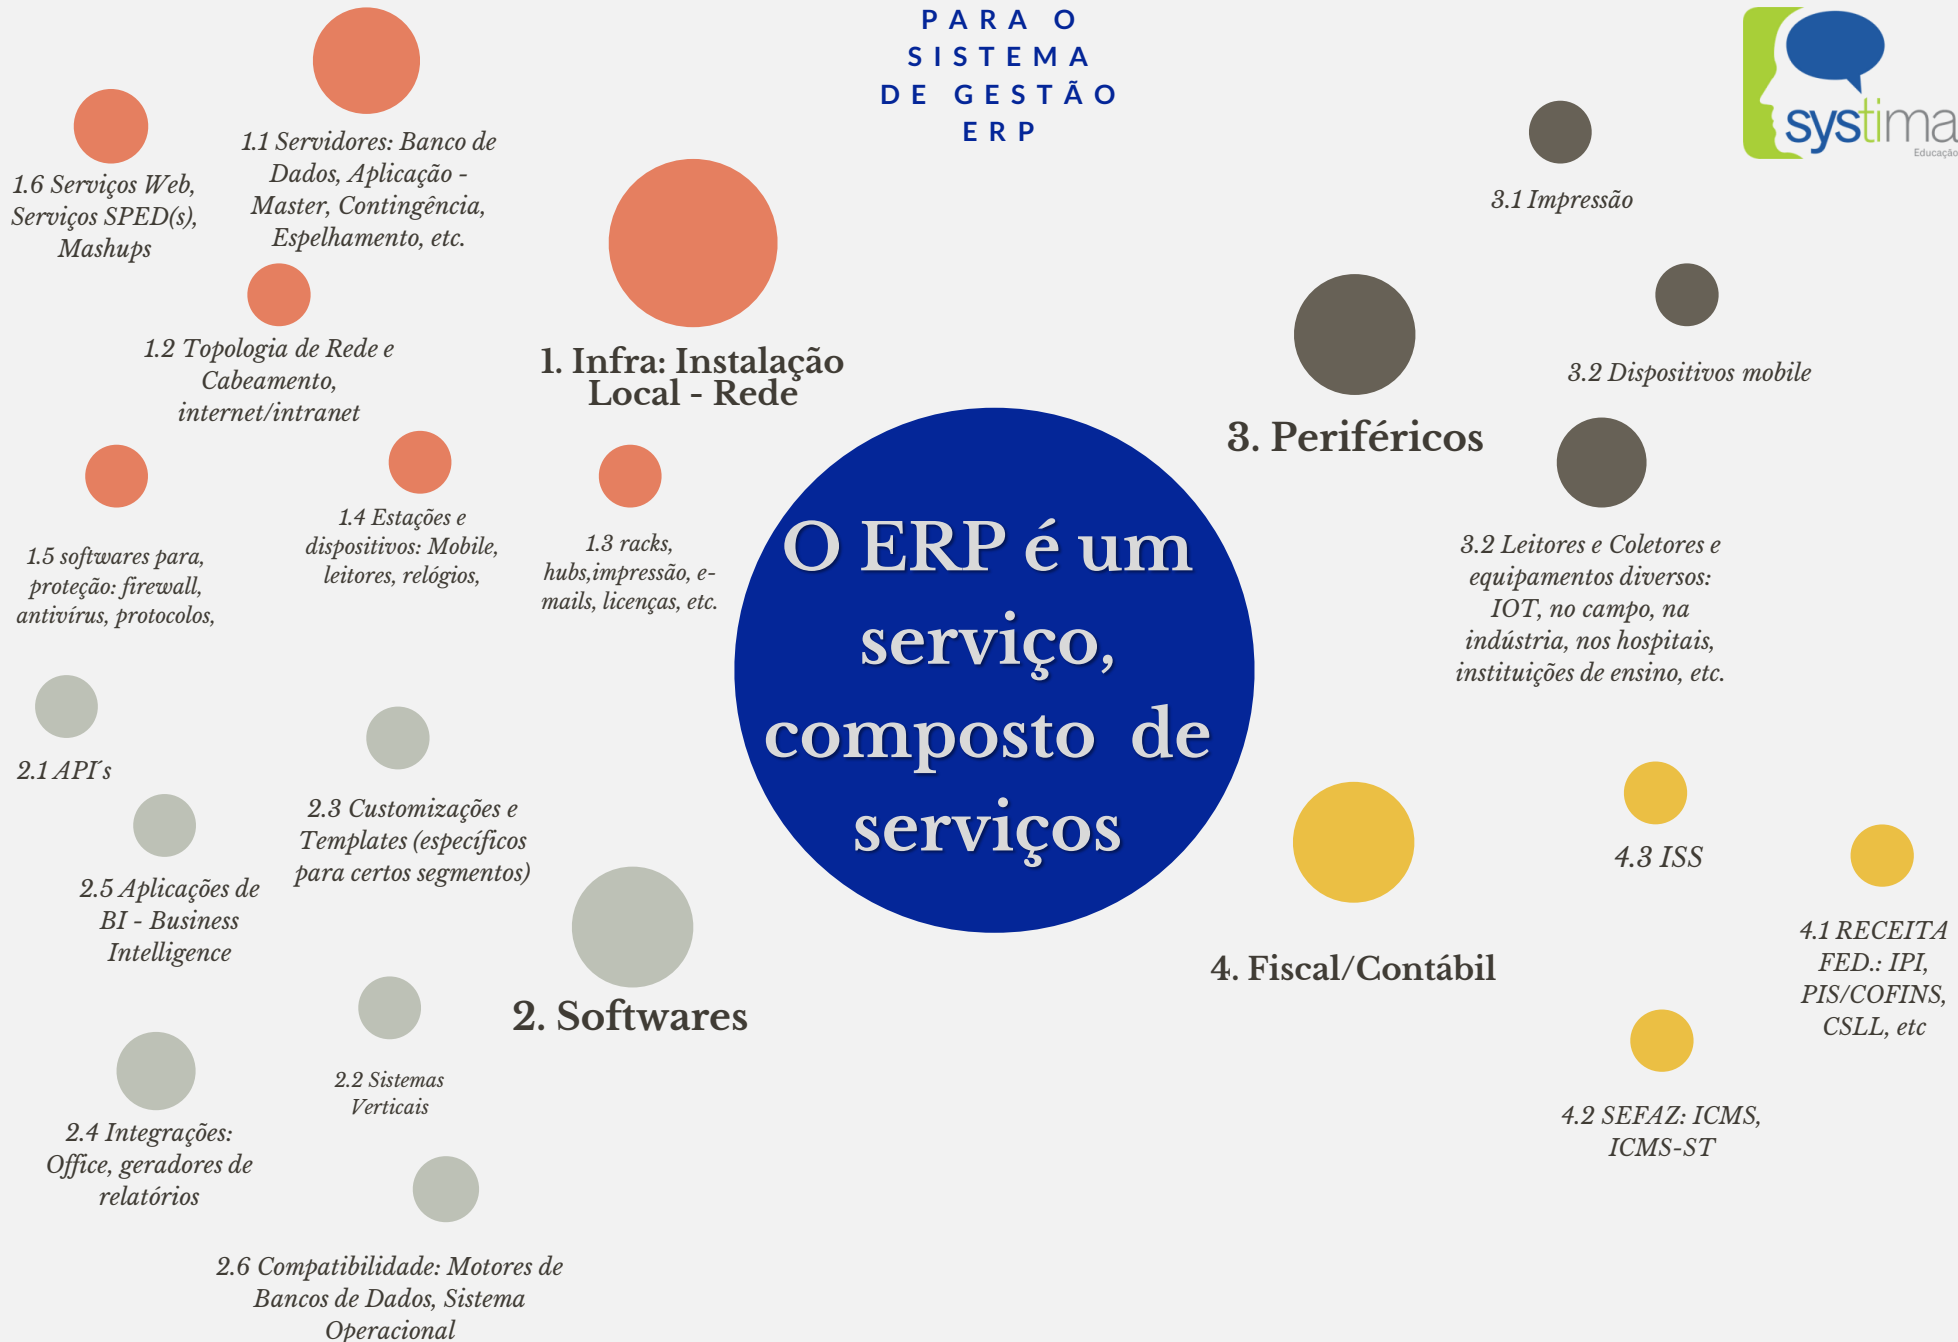 PARA O
SISTEMA
DE GESTÃO
ERP
systima
Educação
1.1 Servidores: Banco de
Dados, Aplicação -
Master, Contingência,
Espelhamento, etc.
1.6 Serviços Web,
Serviços SPED(s),
Mashups
1.2 Topologia de Rede e
Cabeamento,
internet/intranet
1. Infra: Instalação
Local - Rede
1.5 softwares para,
proteção: firewall,
antivírus, protocolos,
1.4 Estações e
dispositivos: Mobile,
leitores, relógios,
1.3 racks,
hubs,impressão, e-
mails, licenças, etc.
3.1 Impressão
3.2 Dispositivos mobile
3. Periféricos
3.2 Leitores e Coletores e
equipamentos diversos:
IOT, no campo, na
indústria, nos hospitais,
instituições de ensino, etc.
O ERP é um
serviço,
composto de
serviços
2.1 API´s
2.3 Customizações e
Templates (específicos
para certos segmentos)
2.5 Aplicações de
BI - Business
Intelligence
2. Softwares
2.2 Sistemas
Verticais
2.4 Integrações:
Office, geradores de
relatórios
2.6 Compatibilidade: Motores de
Bancos de Dados, Sistema
Operacional
4.3 ISS
4. Fiscal/Contábil
4.1 RECEITA
FED.: IPI,
PIS/COFINS,
CSLL, etc
4.2 SEFAZ: ICMS,
ICMS-ST